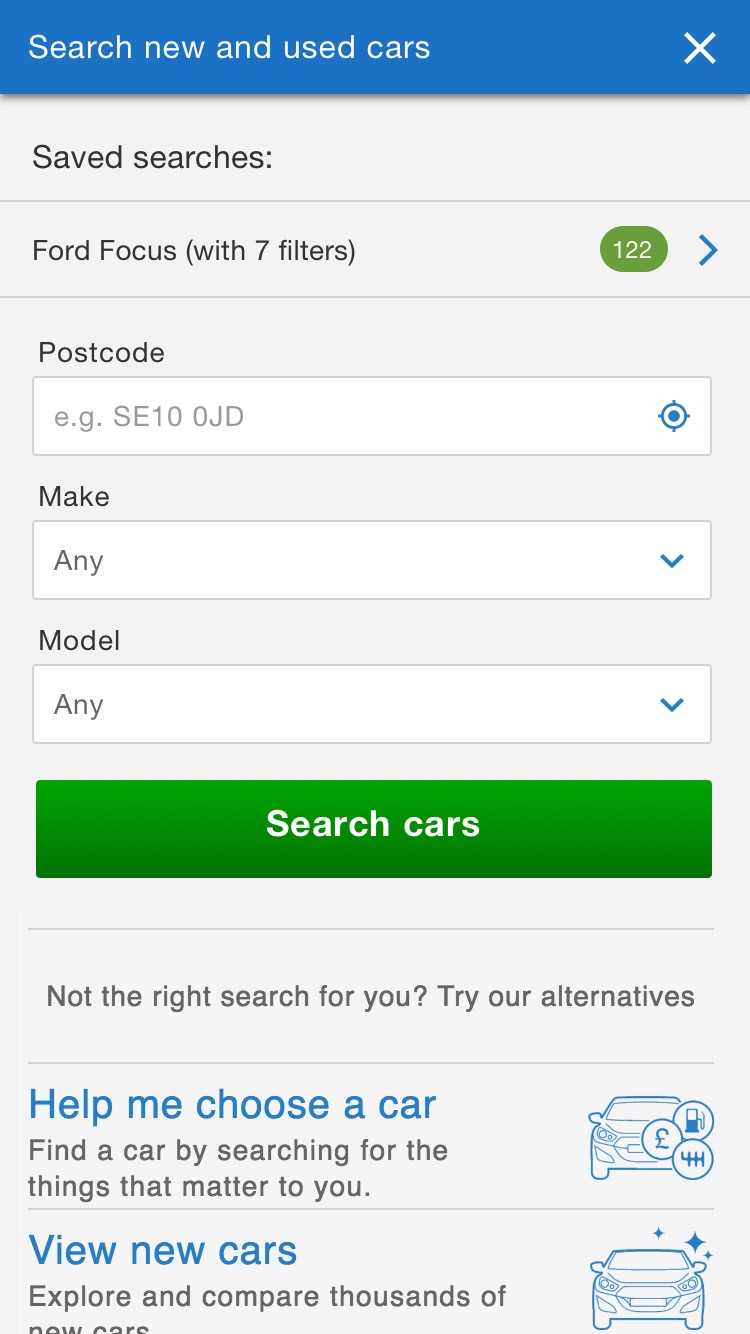 Search new and used cars
Saved searches:
Ford Focus (with 7 filters)
122
Postcode
e.g. SE10 0JD
Make
Any
Model
Any
Search cars
Not the right search for you? Try our alternatives
Help me choose a car
Find a car by searching for the
things that matter to you.
£
View new cars
Explore and compare thousands of
new cars